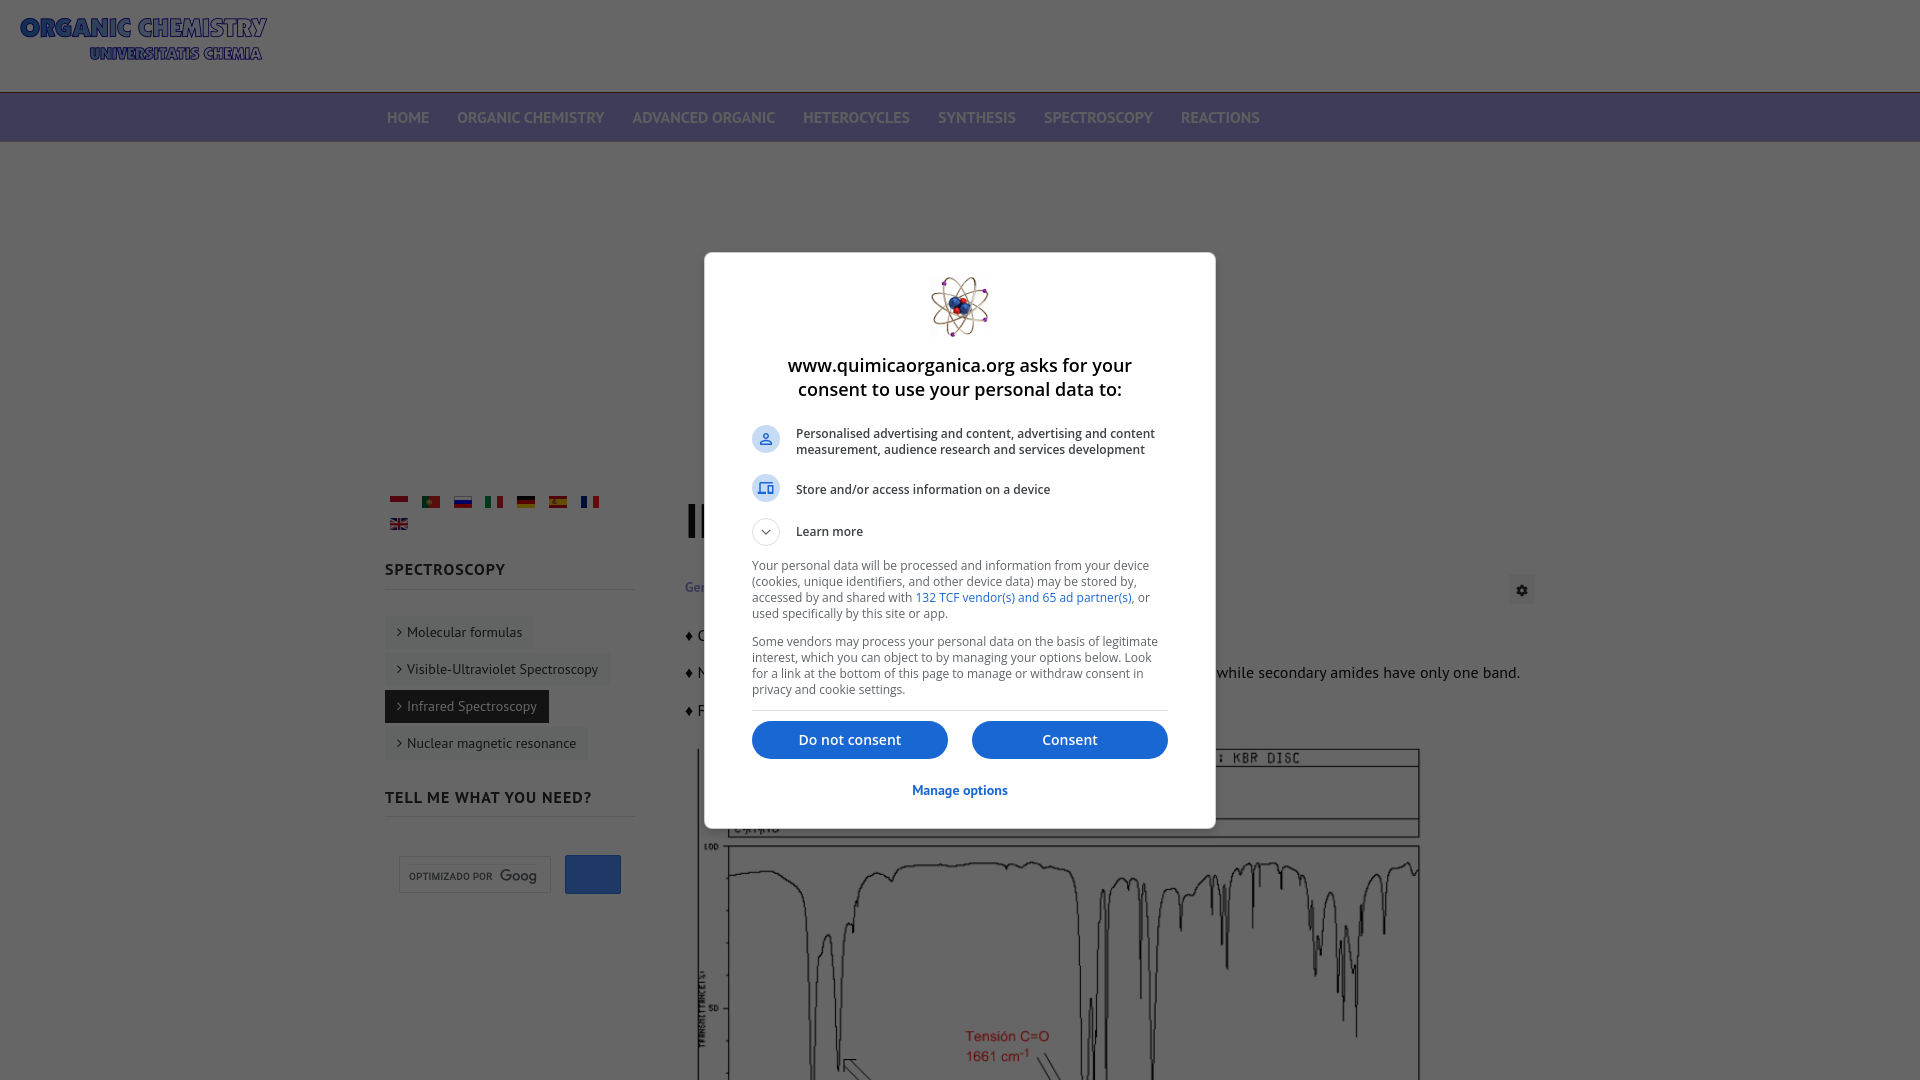 ORGANIC CHEMISTRY
UNIVERSITATIS CHEMIA
HOME ORGANIC CHEMISTRY ADVANCED ORGANIC HETEROCYCLES SYNTHESIS SPECTROSCOPY REACTIONS
www.quimicaorganica.org asks for your
consent to use your personal data to:
Personalised advertising and content, advertising and content
measurement, audience research and services development
Store and/or access information on a device
Learn more
Your personal data will be processed and information from your device
(cookies, unique identifiers, and other device data) may be stored by,
accessed by and shared with 132 TCF vendor(s) and 65 ad partner(s), or
used specifically by this site or app.
Some vendors may process your personal data on the basis of legitimate
interest, which you can object to by managing your options below. Look
for a link at the bottom of this page to manage or withdraw consent in
privacy and cookie settings.
Do not consent Consent
Manage options
SPECTROSCOPY
Molecular formulas
Visible-Ultraviolet Spectroscopy
Infrared Spectroscopy
Nuclear magnetic resonance
TELL ME WHAT YOU NEED?
OPTIMIZADO POR Goog
while secondary amides have only one band.
: KBR DISC
100
50
TRANSMITTANCE(%)
Tensión C=O
1661 cm-1